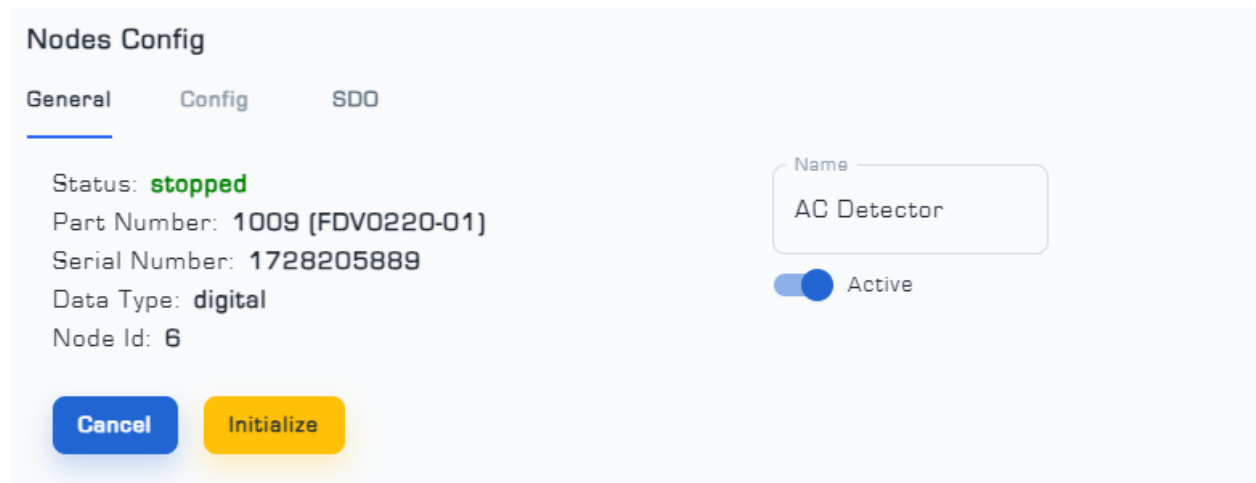 Nodes Config
General Config SDO
Status: stopped
Part Number: 1009 (FDV0220-01)
Serial Number: 1728205889
Data Type: digital
Node Id: 6
Name
AC Detector
Active
Cancel Initialize